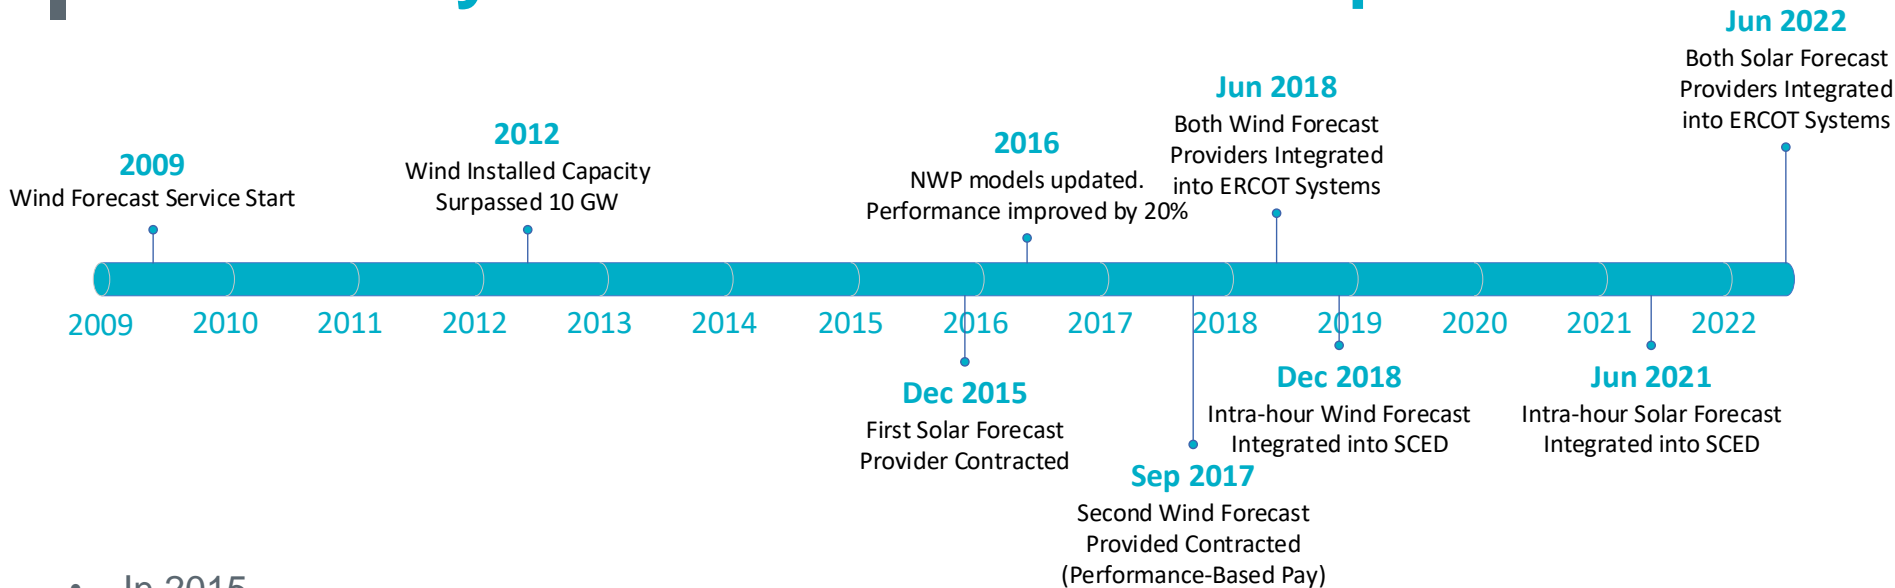 Jun 2022
Both Solar Forecast
Providers Integrated
into ERCOT Systems
Jun 2018
Both Wind Forecast
Providers Integrated
into ERCOT Systems
2012
Wind Installed Capacity
Surpassed 10 GW
2016
NWP models updated.
Performance improved by 20%
2009
Wind Forecast Service Start
2009 2010 2011 2012 2013 2014 2015 2016 2017 2018 2019 2020 2021 2022
Dec 2015
First Solar Forecast
Provider Contracted
Dec 2018
Intra-hour Wind Forecast
Integrated into SCED
Jun 2021
Intra-hour Solar Forecast
Integrated into SCED
Sep 2017
Second Wind Forecast
Provided Contracted
(Performance-Based Pay)
• In 2015